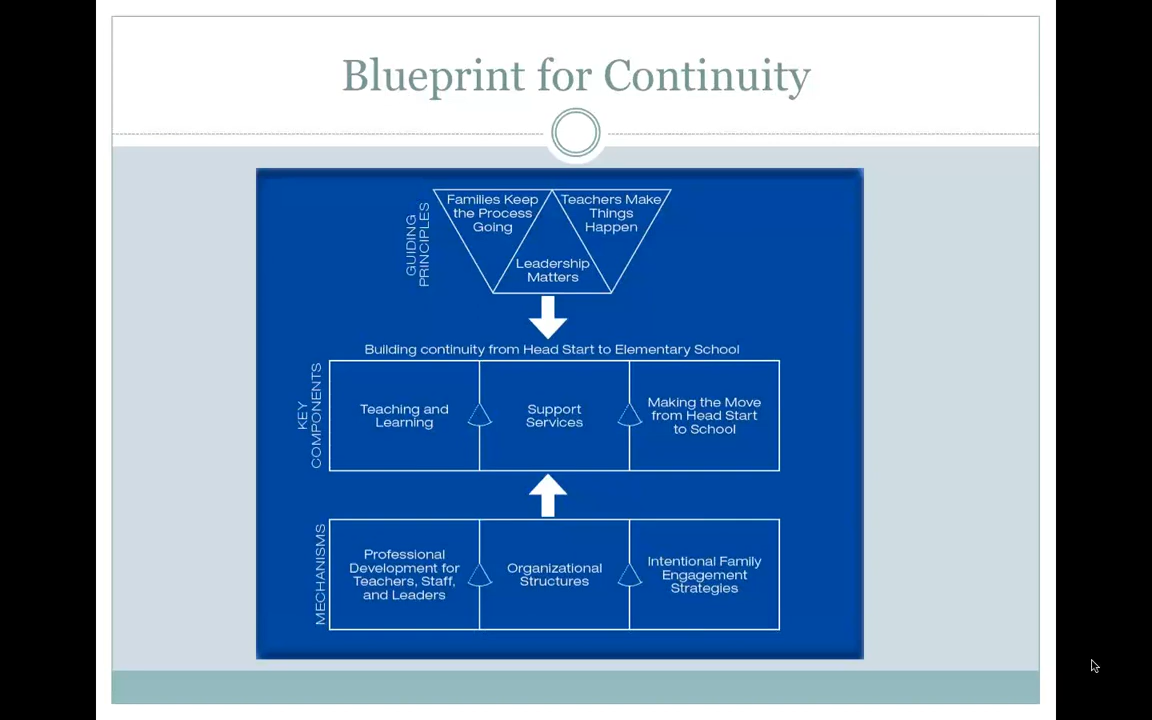 Blueprint for Continuity
GUIDING
PRINCIPLES
Families Keep
the Process
Going
Teachers Make
Things
Happen
Leadership
Matters
Building continuity from Head Start to Elementary School
KEY
COMPONENTS
Teaching and
Learning
Support
Services
Making the Move
from Head Start
to School
MECHANISMS
Professional
Development for
Teachers, Staff,
and Leaders
Organizational
Structures
Intentional Family
Engagement
Strategies